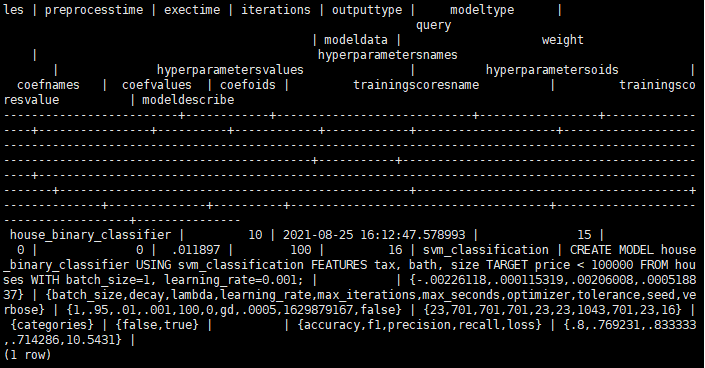 les | preprocesstime | exectime | iterations | outputtype |     modeltype      |
                                                          query
                                            | modeldata |                    weight
    |                                        hyperparametersnames
       |              hyperparametersvalues               |          hyperparametersoids          |
  coefnames   |  coefvalues  | coefoids |         trainingscoresname           |         trainingsco
resvalue          | modeldescribe
-------------------------+------------+----------------------------+-----------------+-------------
----+----------------+----------+------------+------------+--------------------+-------------------
---------------------------------------------------------------------------------------------------
--------------------------------------------+-----------+------------------------------------------
----+----------------------------------------------------------------------------------------------
-------+--------------------------------------------------+---------------------------------------+
--------------+--------------+----------+--------------------------------------+-------------------
------------------+---------------
 house_binary_classifier |         10 | 2021-08-25 16:12:47.578993 |              15 |
  0 |              0 |  .011897 |        100 |         16 | svm_classification | CREATE MODEL house
_binary_classifier USING svm_classification FEATURES tax, bath, size TARGET price < 100000 FROM hou
ses WITH batch_size=1, learning_rate=0.001; |           | {-.00226118,.000115319,.00206008,.0005188
37} | {batch_size,decay,lambda,learning_rate,max_iterations,max_seconds,optimizer,tolerance,seed,ve
rbose} | {1,.95,.01,.001,100,0,gd,.0005,1629879167,false} | {23,701,701,701,23,23,1043,701,23,16} |
 {categories} | {false,true} |          | {accuracy,f1,precision,recall,loss} | {.8,.769231,.833333
,.714286,10.5431} |
(1 row)